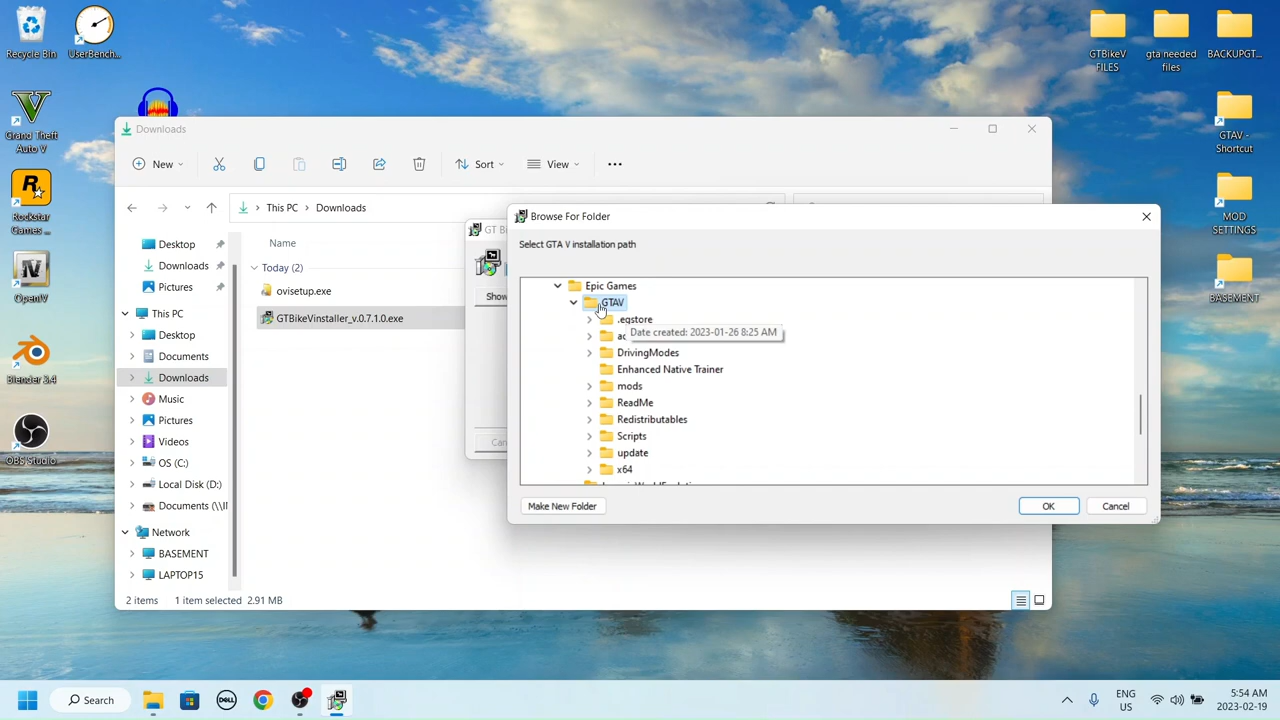 Recycle Bin
UserBench...
GTBikeV
FILES
gta needed
files
BACKUPGT...
Grand Theft
Auto V
GTAV -
Shortcut
Rockstar
Games ...
MOD
SETTINGS
OpenIV
BASEMENT
Blender 3.4
OBS Studio
Downloads
New
Sort
View
This PC > Downloads
Desktop
Downloads
Pictures
This PC
Desktop
Documents
Downloads
Music
Pictures
Videos
OS (C:)
Local Disk (D:)
Documents (\\
Network
BASEMENT
LAPTOP15
Name
Today (2)
ovisetup.exe
GTBikeVinstaller_v.0.7.1.0.exe
2 items
1 item selected 2.91 MB
GT Bi
Show
Can
Browse For Folder
Select GTA V installation path
Epic Games
GTAV
.egstore
Date created: 2023-01-26 8:25 AM
DrivingModes
Enhanced Native Trainer
mods
ReadMe
Redistributables
Scripts
update
x64
Make New Folder
OK
Cancel
Search
DELL
ENG
US
5:54 AM
2023-02-19